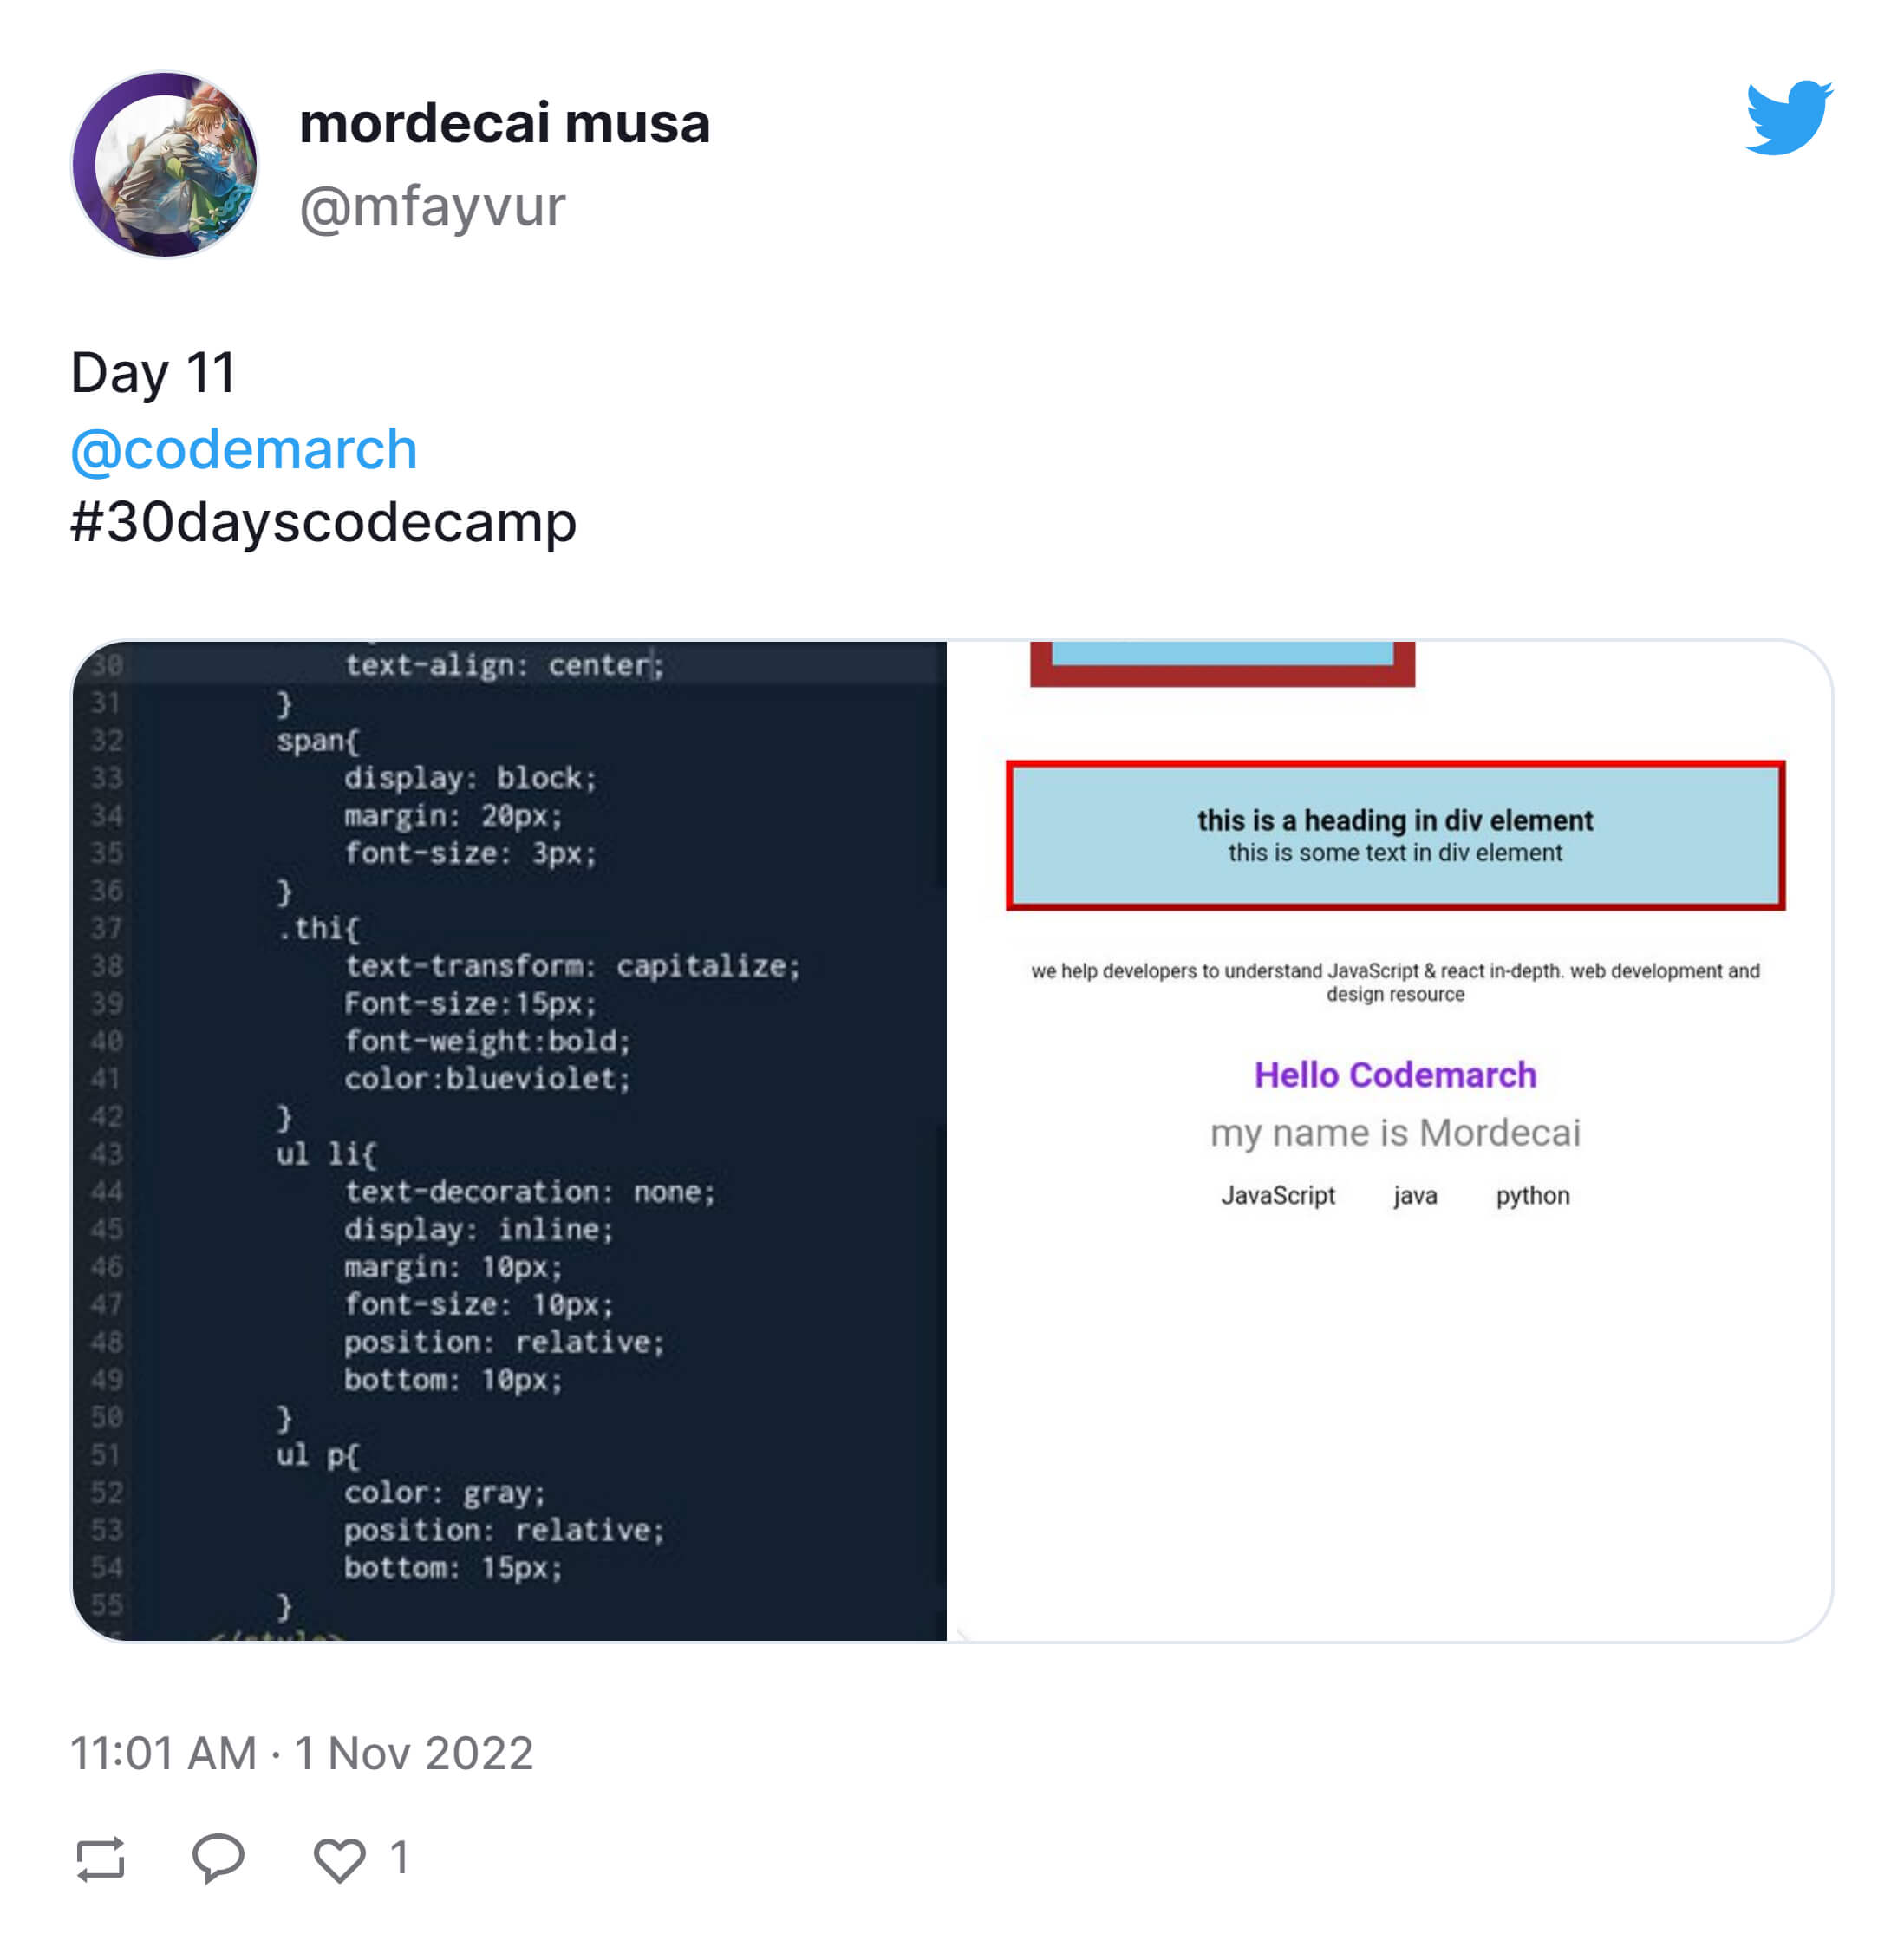 mordecai musa
@mfayvur
Day 11
@codemarch
#30dayscodecamp
30 text-align: center;
31 }
32 span{
33 display: block;
34 margin: 20px;
35 font-size: 3px;
36 }
37 .thi{
38 text-transform: capitalize;
39 Font-size:15px;
40 font-weight:bold;
41 color:blueviolet;
42 }
43 ul li{
44 text-decoration: none;
45 display: inline;
46 margin: 10px;
47 font-size: 10px;
48 position: relative;
49 bottom: 10px;
50 }
51 ul p{
52 color: gray;
53 position: relative;
54 bottom: 15px;
55 }
this is a heading in div element
this is some text in div element
we help developers to understand JavaScript & react in-depth. web development and
design resource
Hello Codemarch
my name is Mordecai
JavaScript java python
11:01 AM · 1 Nov 2022
1